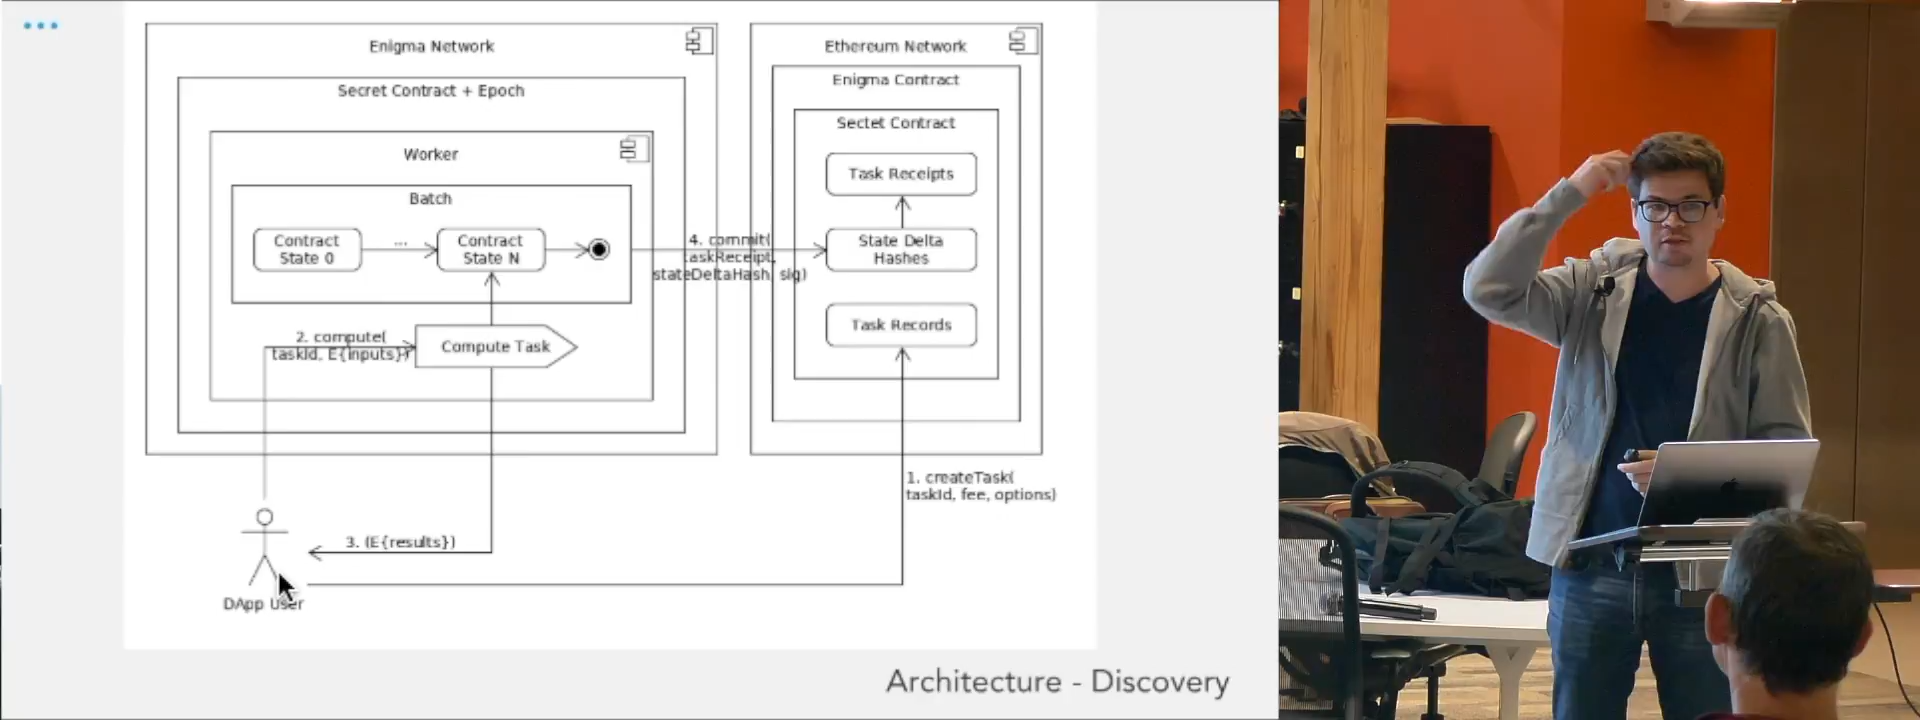 Enigma Network
Secret Contract + Epoch
Worker
Batch
Contract
State 0
...
Contract
State N
2. compute(
taskId, E{inputs})
Compute Task
3. (E{results})
DApp User
4. commit(
taskReceipt,
stateDeltaHash, sig)
Ethereum Network
Enigma Contract
Sectet Contract
Task Receipts
State Delta
Hashes
Task Records
1. createTask(
taskId, fee, options)
Architecture - Discovery